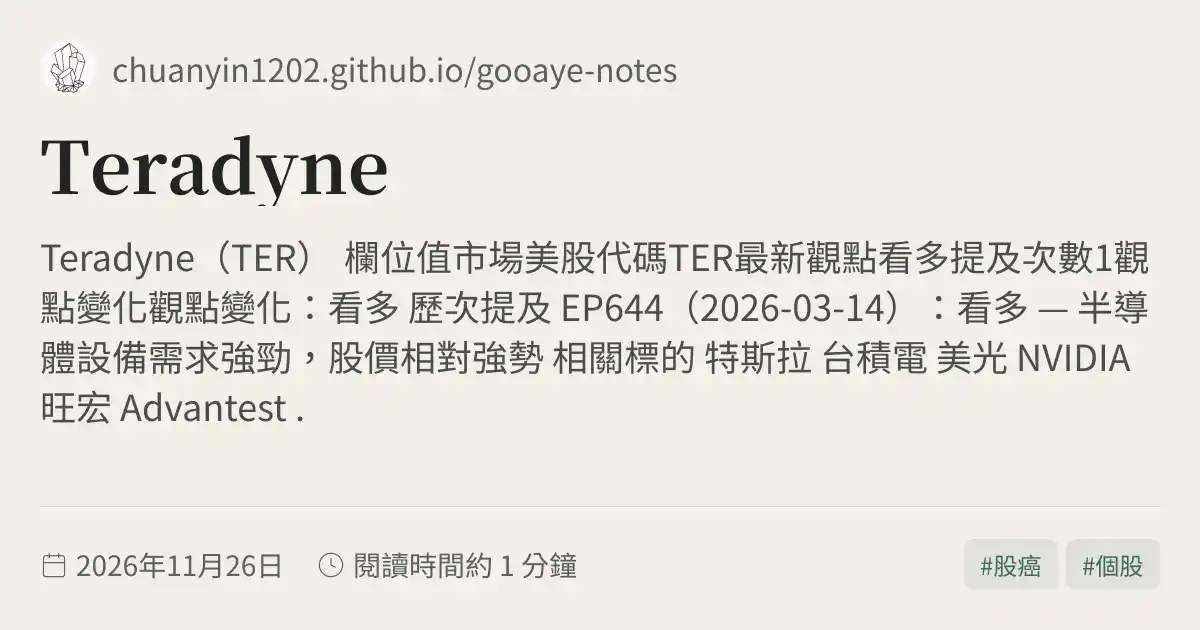 chuanyin1202.github.io/gooaye-notes
Teradyne
Teradyne（TER） 欄位值市場美股代碼TER最新觀點看多提及次數1觀
點變化觀點變化：看多 歷次提及 EP644（2026-03-14）：看多 — 半導
體設備需求強勁，股價相對強勢 相關標的 特斯拉 台積電 美光 NVIDIA
旺宏 Advantest .
2026年11月26日 閱讀時間約 1 分鐘 #股癌 #個股